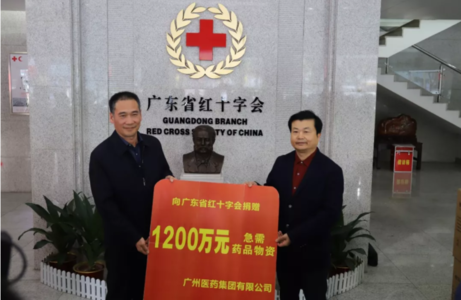 广东省红十字会
GUANGDONG BRANCH
RED CROSS SOCIETY OF CHINA
向广东省红十字会捐赠
1200万元 急需
药品物资
广州医药集团有限公司